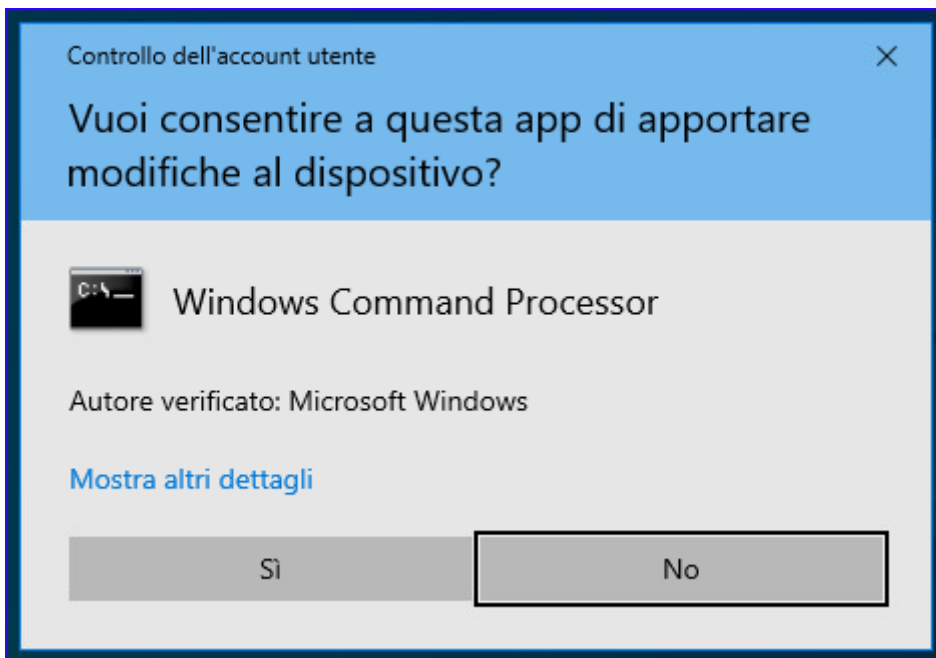 Controllo dell'account utente
Vuoi consentire a questa app di apportare
modifiche al dispositivo?
C:\_
Windows Command Processor
Autore verificato: Microsoft Windows
Mostra altri dettagli
Sì
No